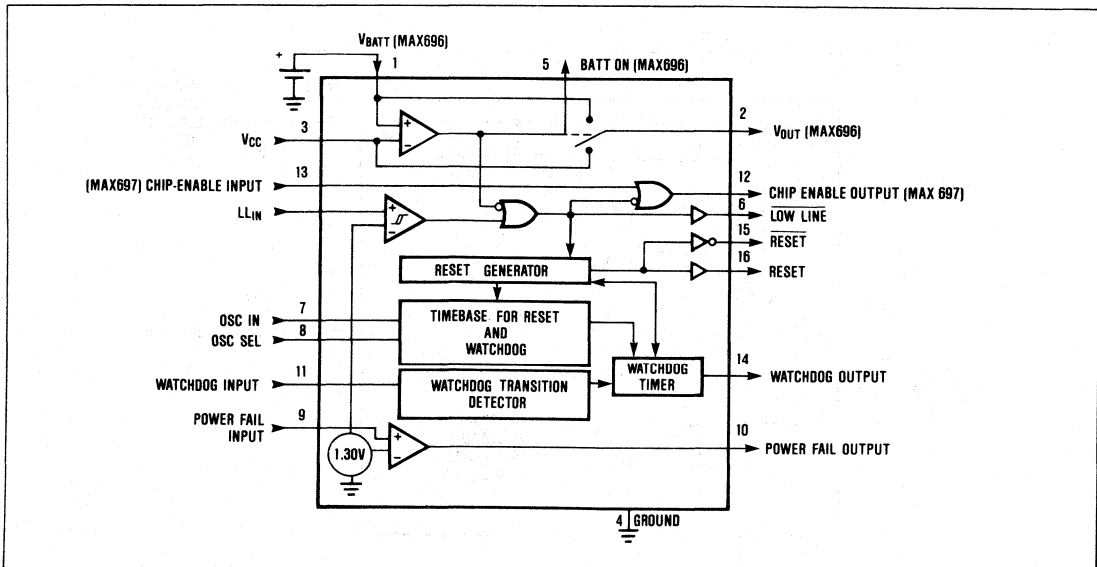 VBATT (MAX696)
+
1
5 BATT ON (MAX696)
+
−
3
VCC
2
VOUT (MAX696)
13
(MAX697) CHIP-ENABLE INPUT
12
CHIP ENABLE OUTPUT (MAX 697)
LLIN
+
−
6
LOW LINE
15
RESET
16
RESET
RESET GENERATOR
7
OSC IN
8
OSC SEL
TIMEBASE FOR RESET
AND
WATCHDOG
11
WATCHDOG INPUT
WATCHDOG TRANSITION
DETECTOR
WATCHDOG
TIMER
14
WATCHDOG OUTPUT
9
POWER FAIL
INPUT
+
−
1.30V
10
POWER FAIL OUTPUT
4 GROUND